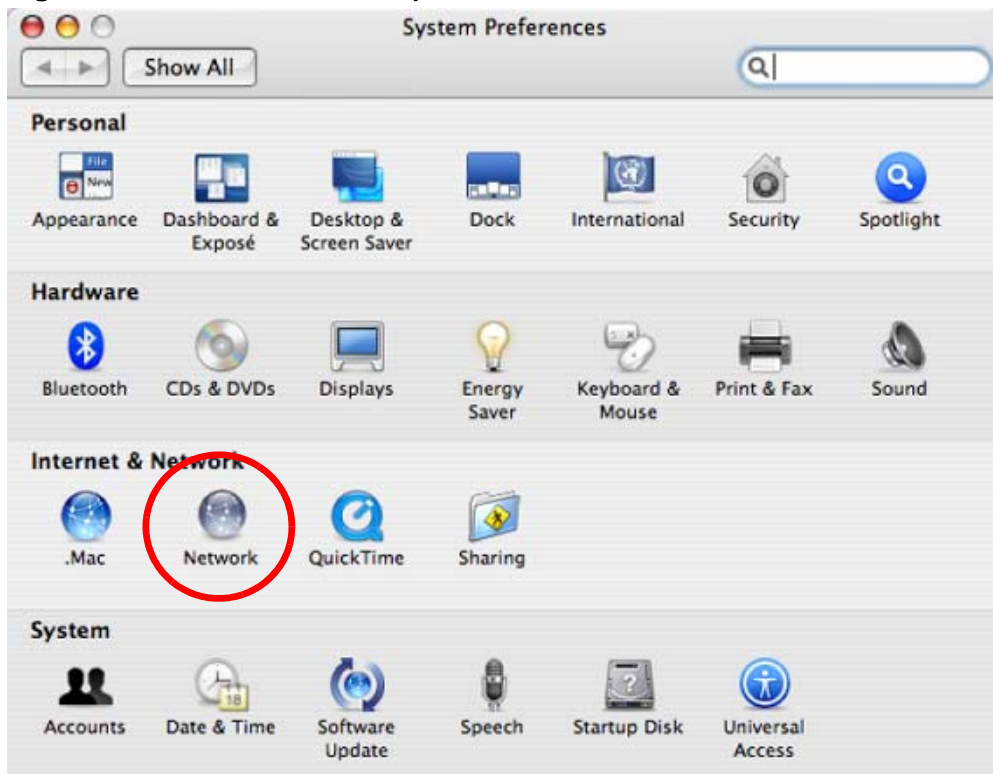 System Preferences
Show All
Personal
File
New
Appearance
Dashboard &
Exposé
Desktop &
Screen Saver
Dock
International
Security
Spotlight
Hardware
Bluetooth
CDs & DVDs
Displays
Energy
Saver
Keyboard &
Mouse
Print & Fax
Sound
Internet & Network
.Mac
Network
QuickTime
Sharing
System
18
?
Accounts
Date & Time
Software
Update
Speech
Startup Disk
Universal
Access